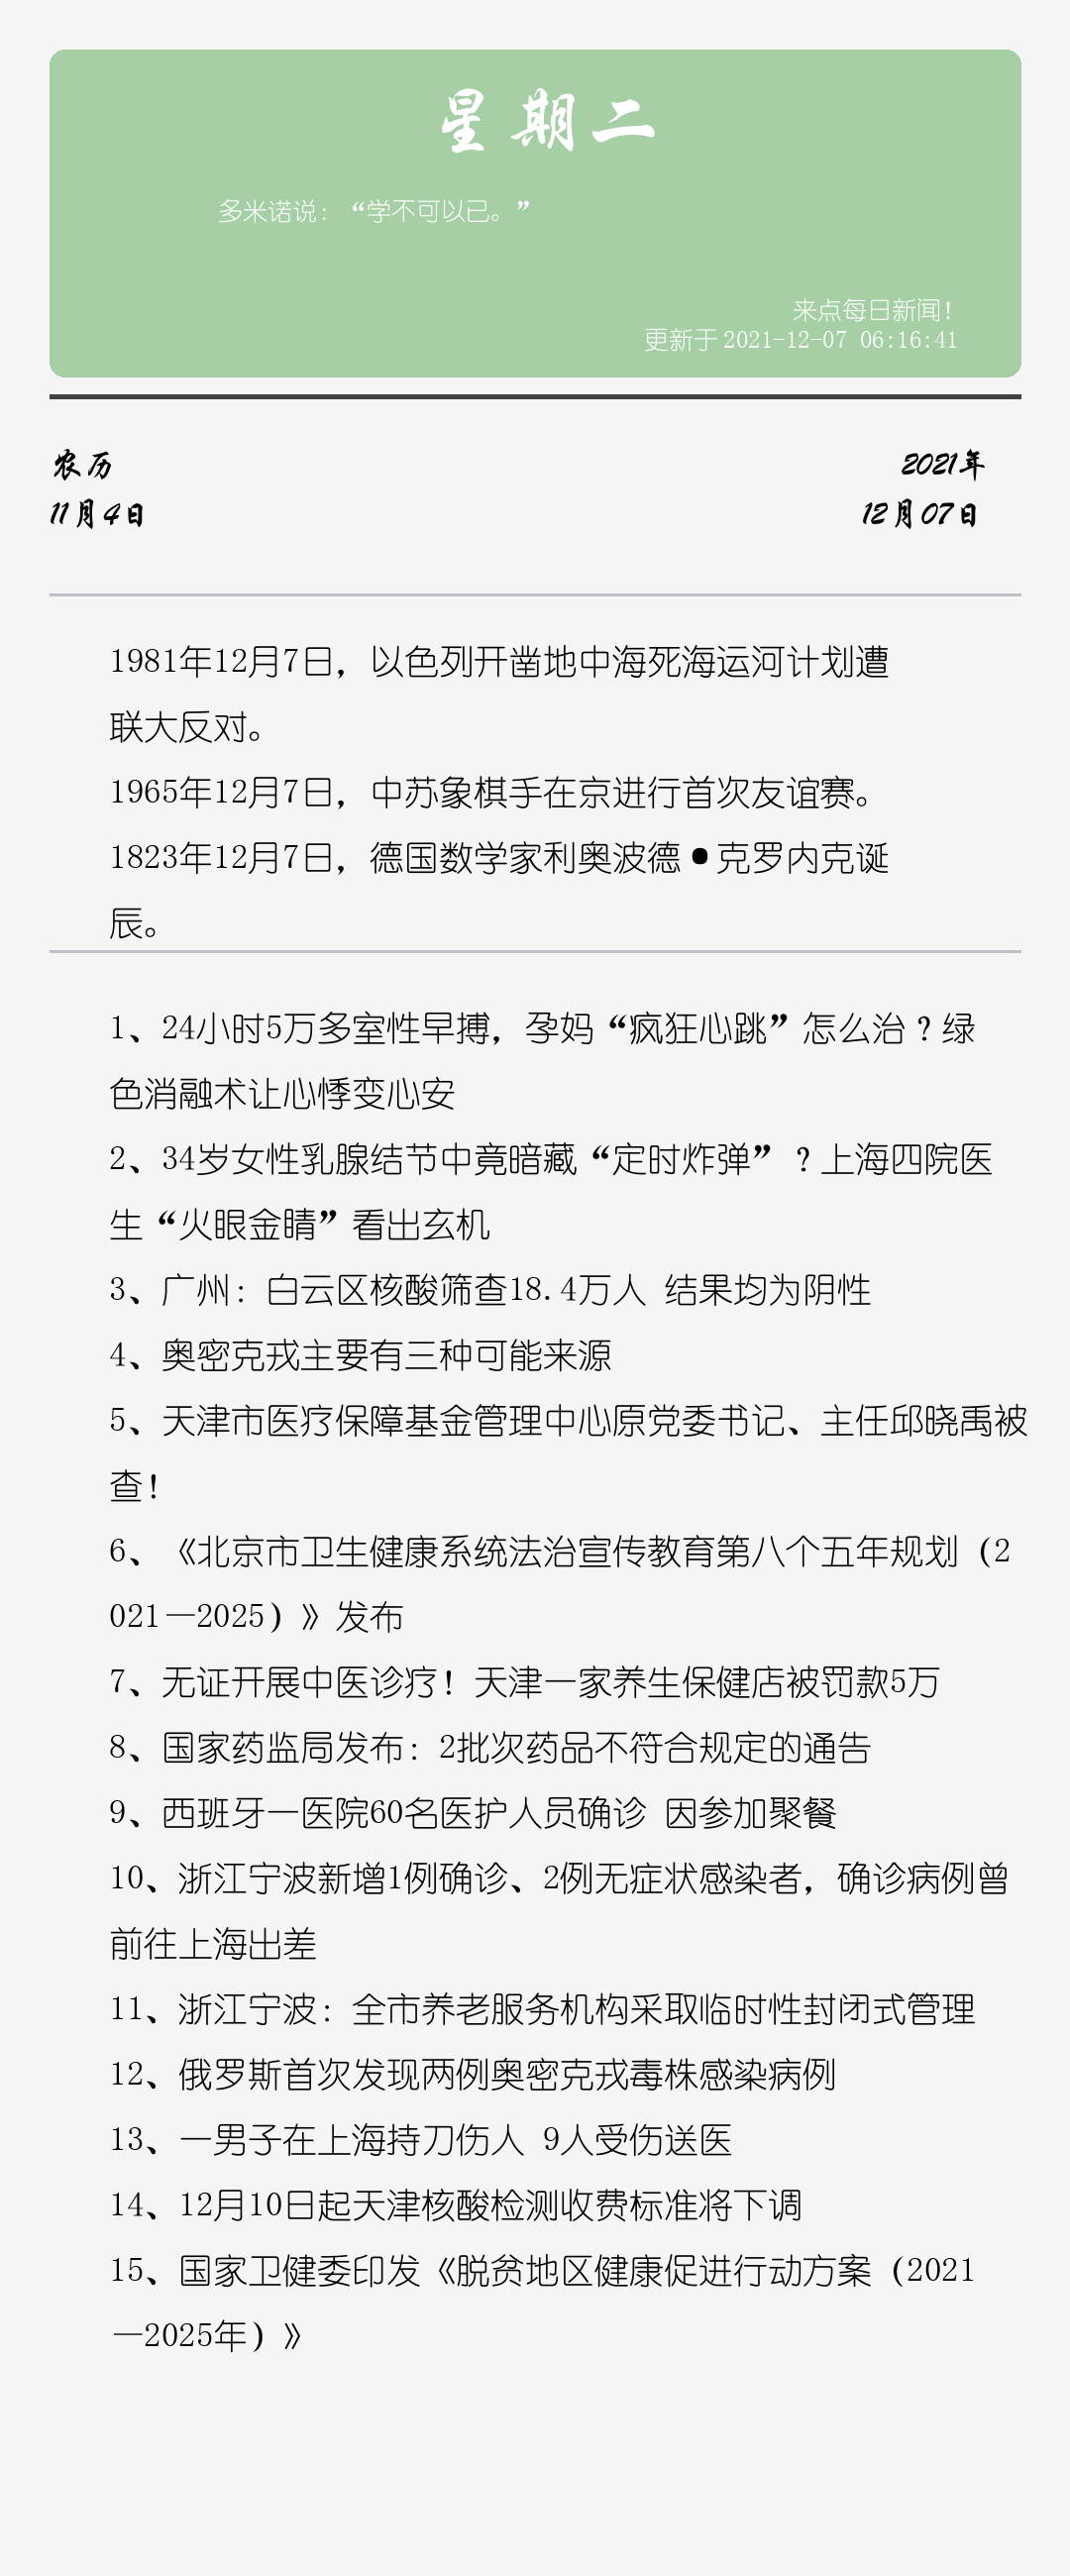 星期二
多米诺说：“学不可以已。”
来点每日新闻！
更新于 2021-12-07 06:16:41
农历
2021年
11月4日
12月07日
1981年12月7日，以色列开凿地中海死海运河计划遭
联大反对。
1965年12月7日，中苏象棋手在京进行首次友谊赛。
1823年12月7日，德国数学家利奥波德•克罗内克诞
辰。
1、24小时5万多室性早搏，孕妈“疯狂心跳”怎么治？绿
色消融术让心悸变心安
2、34岁女性乳腺结节中竟暗藏“定时炸弹”？上海四院医
生“火眼金睛”看出玄机
3、广州：白云区核酸筛查18.4万人 结果均为阴性
4、奥密克戎主要有三种可能来源
5、天津市医疗保障基金管理中心原党委书记、主任邱晓禹被
查！
6、《北京市卫生健康系统法治宣传教育第八个五年规划（2
021—2025）》发布
7、无证开展中医诊疗！天津一家养生保健店被罚款5万
8、国家药监局发布：2批次药品不符合规定的通告
9、西班牙一医院60名医护人员确诊 因参加聚餐
10、浙江宁波新增1例确诊、2例无症状感染者，确诊病例曾
前往上海出差
11、浙江宁波：全市养老服务机构采取临时性封闭式管理
12、俄罗斯首次发现两例奥密克戎毒株感染病例
13、一男子在上海持刀伤人 9人受伤送医
14、12月10日起天津核酸检测收费标准将下调
15、国家卫健委印发《脱贫地区健康促进行动方案（2021
—2025年）》